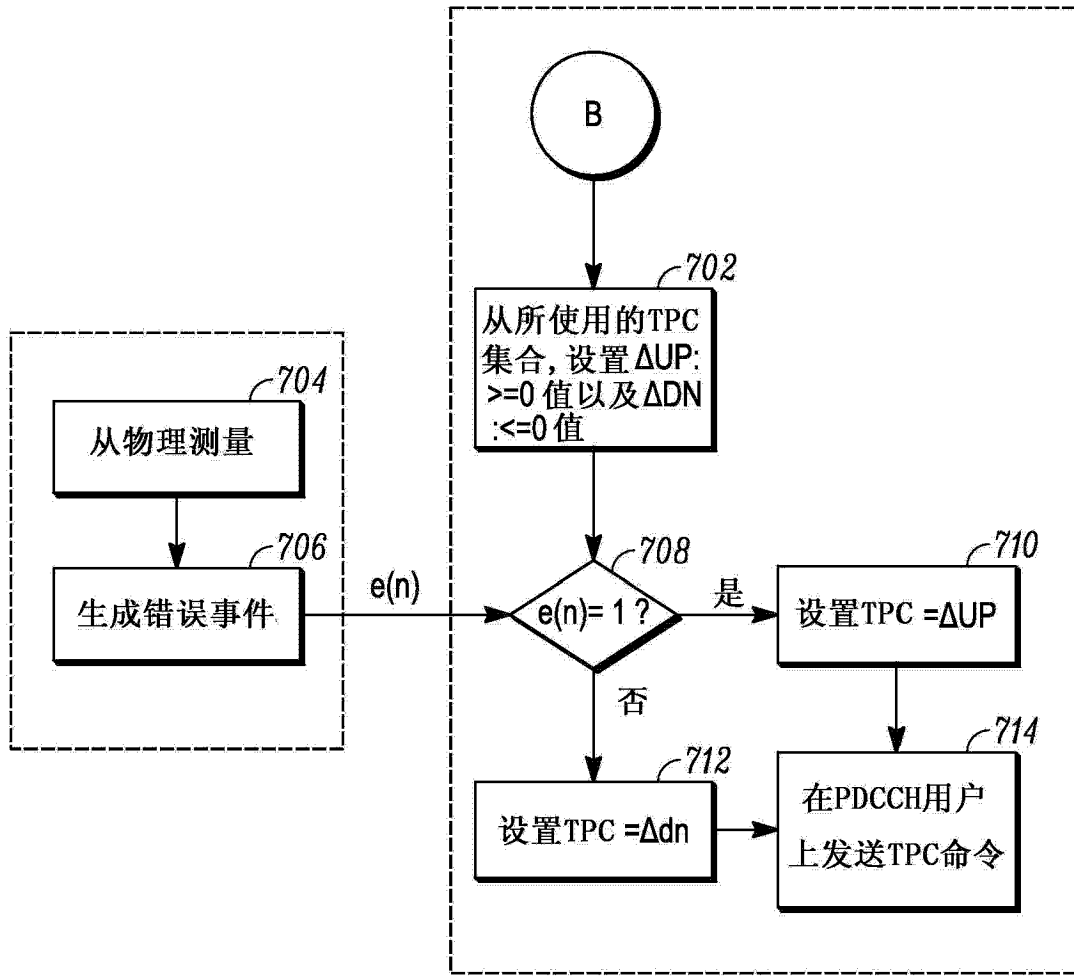 B
702
从所使用的TPC
集合,设置ΔUP:
>=0值以及ΔDN
:<=0值
704
从物理测量
706
生成错误事件
e(n)
708
e(n)= 1 ?
是
710
设置TPC =ΔUP
否
712
设置TPC =Δdn
714
在PDCCH用户
上发送TPC命令